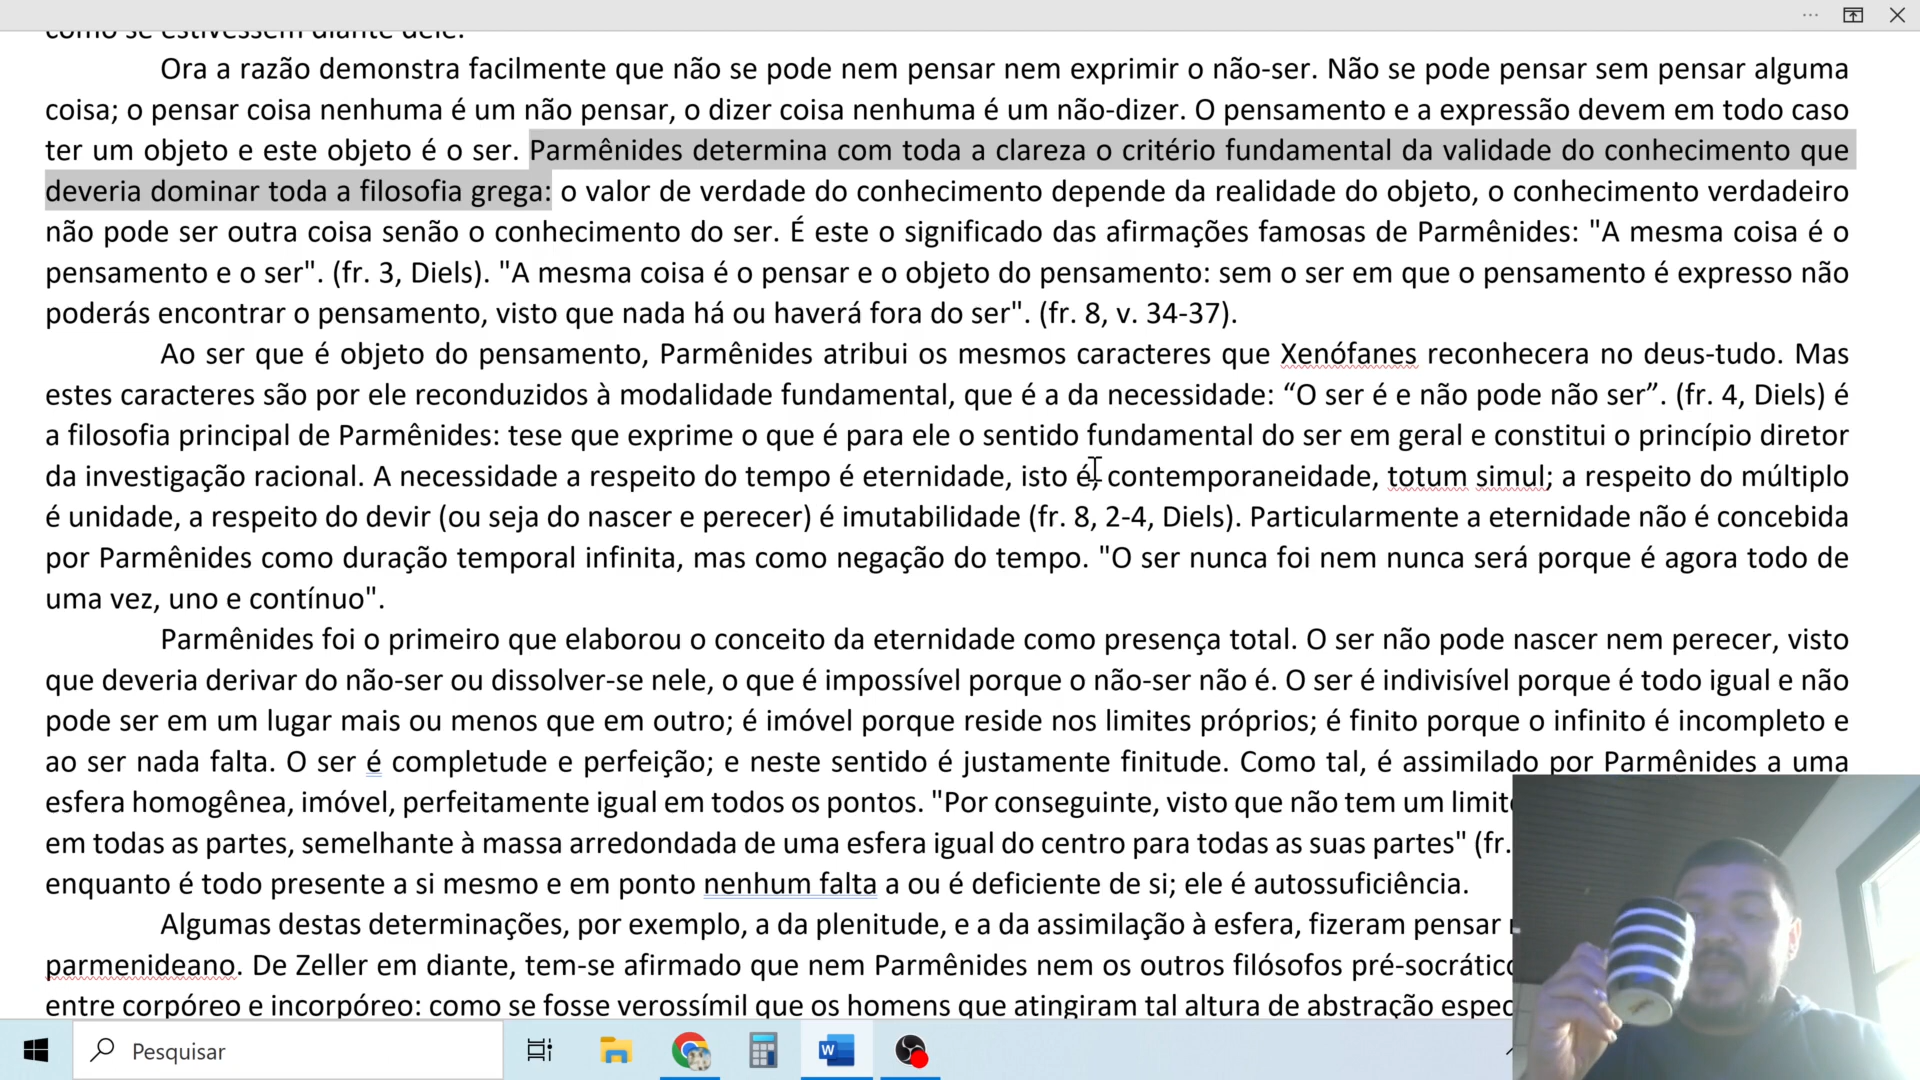 como se estivessem diante dele.
Ora a razão demonstra facilmente que não se pode nem pensar nem exprimir o não-ser. Não se pode pensar sem pensar alguma
coisa; o pensar coisa nenhuma é um não pensar, o dizer coisa nenhuma é um não-dizer. O pensamento e a expressão devem em todo caso
ter um objeto e este objeto é o ser. Parmênides determina com toda a clareza o critério fundamental da validade do conhecimento que
deveria dominar toda a filosofia grega: o valor de verdade do conhecimento depende da realidade do objeto, o conhecimento verdadeiro
não pode ser outra coisa senão o conhecimento do ser. É este o significado das afirmações famosas de Parmênides: "A mesma coisa é o
pensamento e o ser". (fr. 3, Diels). "A mesma coisa é o pensar e o objeto do pensamento: sem o ser em que o pensamento é expresso não
poderás encontrar o pensamento, visto que nada há ou haverá fora do ser". (fr. 8, v. 34-37).
Ao ser que é objeto do pensamento, Parmênides atribui os mesmos caracteres que Xenófanes reconhecera no deus-tudo. Mas
estes caracteres são por ele reconduzidos à modalidade fundamental, que é a da necessidade: “O ser é e não pode não ser”. (fr. 4, Diels) é
a filosofia principal de Parmênides: tese que exprime o que é para ele o sentido fundamental do ser em geral e constitui o princípio diretor
da investigação racional. A necessidade a respeito do tempo é eternidade, isto é, contemporaneidade, totum simul; a respeito do múltiplo
é unidade, a respeito do devir (ou seja do nascer e perecer) é imutabilidade (fr. 8, 2-4, Diels). Particularmente a eternidade não é concebida
por Parmênides como duração temporal infinita, mas como negação do tempo. "O ser nunca foi nem nunca será porque é agora todo de
uma vez, uno e contínuo".
Parmênides foi o primeiro que elaborou o conceito da eternidade como presença total. O ser não pode nascer nem perecer, visto
que deveria derivar do não-ser ou dissolver-se nele, o que é impossível porque o não-ser não é. O ser é indivisível porque é todo igual e não
pode ser em um lugar mais ou menos que em outro; é imóvel porque reside nos limites próprios; é finito porque o infinito é incompleto e
ao ser nada falta. O ser é completude e perfeição; e neste sentido é justamente finitude. Como tal, é assimilado por Parmênides a uma
esfera homogênea, imóvel, perfeitamente igual em todos os pontos. "Por conseguinte, visto que não tem um limit
em todas as partes, semelhante à massa arredondada de uma esfera igual do centro para todas as suas partes" (fr.
enquanto é todo presente a si mesmo e em ponto nenhum falta a ou é deficiente de si; ele é autossuficiência.
Algumas destas determinações, por exemplo, a da plenitude, e a da assimilação à esfera, fizeram pensar
parmenideano. De Zeller em diante, tem-se afirmado que nem Parmênides nem os outros filósofos pré-socrátic
entre corpóreo e incorpóreo: como se fosse verossímil que os homens que atingiram tal altura de abstração espec
Pesquisar